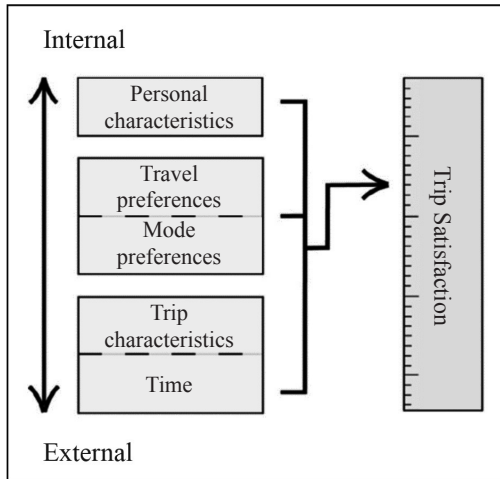 Internal
Personal
characteristics
Travel
preferences
Mode
preferences
Trip
characteristics
Time
External
Trip Satisfaction